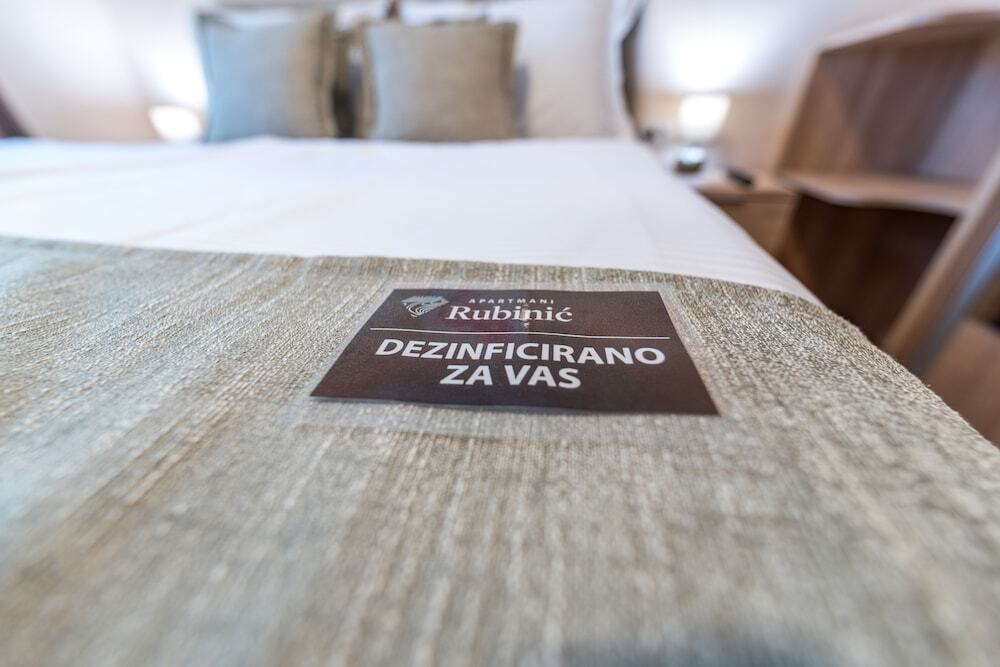 APARTMANI
Rubinić
DEZINFICIRANO
ZA VAS